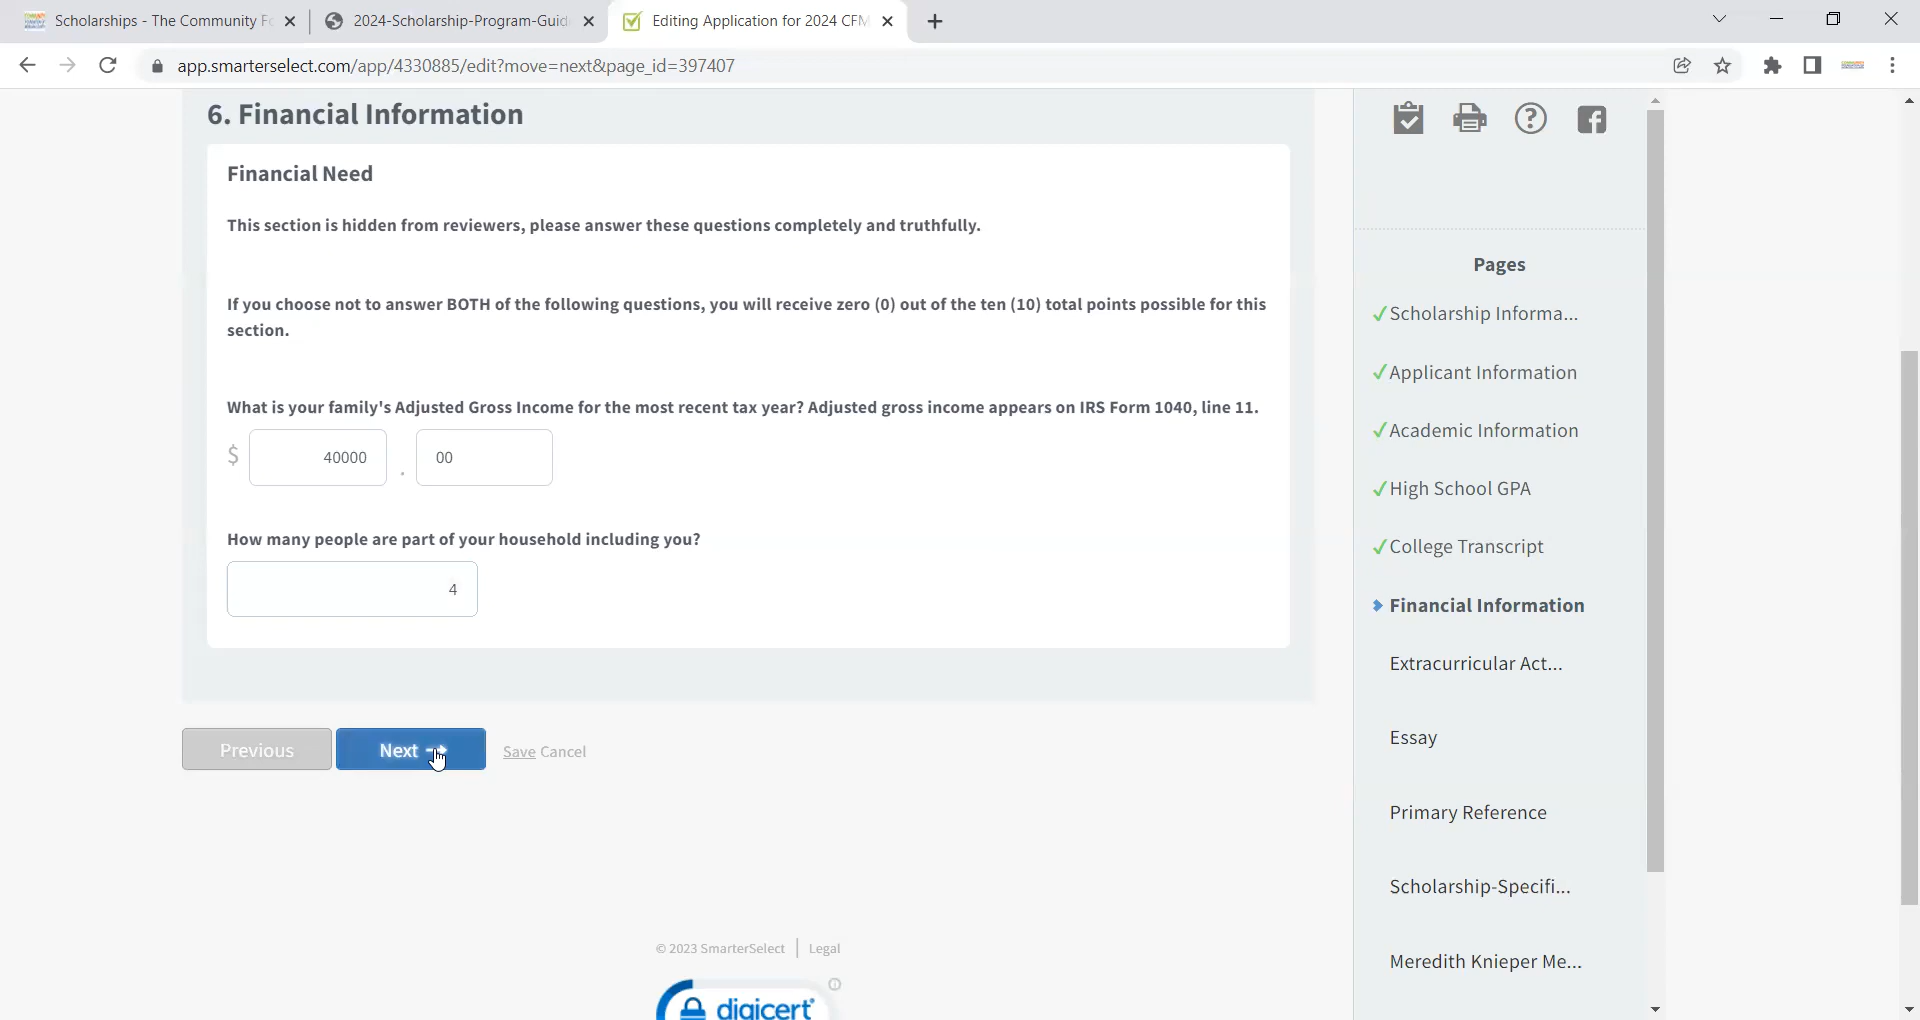 Scholarships - The Community Fo
2024-Scholarship-Program-Guid
Editing Application for 2024 CFM
app.smarterselect.com/app/4330885/edit?move=next&page_id=397407
6. Financial Information
Financial Need
This section is hidden from reviewers, please answer these questions completely and truthfully.
If you choose not to answer BOTH of the following questions, you will receive zero (0) out of the ten (10) total points possible for this
section.
What is your family's Adjusted Gross Income for the most recent tax year? Adjusted gross income appears on IRS Form 1040, line 11.
$ 40000 . 00
How many people are part of your household including you?
4
Previous Next Save Cancel
© 2023 SmarterSelect | Legal
digicert
Pages
✓Scholarship Informa...
✓Applicant Information
✓Academic Information
✓High School GPA
✓College Transcript
Financial Information
Extracurricular Act...
Essay
Primary Reference
Scholarship-Specifi...
Meredith Knieper Me...